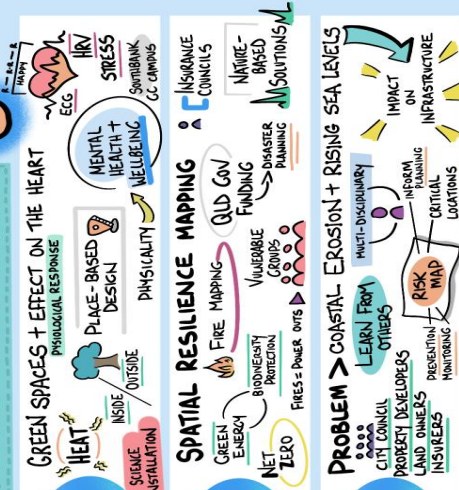 GREEN SPACES + EFFECT ON THE HEART
PYSIOLOGICAL RESPONSE
HEAT
INSIDE
OUTSIDE
SCIENCE
INSTALLATION
PLACE-BASED
DESIGN
PHYSICALITY
MENTAL
HEALTH +
WELLBEING
ECG
HRV
STRESS
SOUTHBANK
GC CAMPUS
R-R-R-R
HAPPY
SPATIAL RESILIENCE MAPPING
GREEN
ENERGY
NET
ZERO
BIODIVERSITY
PROTECTION
FIRE MAPPING
FIRES = POWER OUTS
VULNERABLE
GROUPS
QLD GOV
FUNDING
> DISASTER
PLANNING
INSURANCE
COUNCILS
NATURE-
BASED
SOLUTIONS
PROBLEM > COASTAL EROSION + RISING SEA LEVELS
CITY COUNCIL
PROPERTY DEVELOPERS
LAND OWNERS
INSURERS
LEARN FROM
OTHERS
MULTI-DISCIPLINARY
RISK
MAP
PREVENTION
MONITORING
INFORM
PLANNING
CRITICAL
LOCATIONS
IMPACT
ON
INFRASTRUCTURE